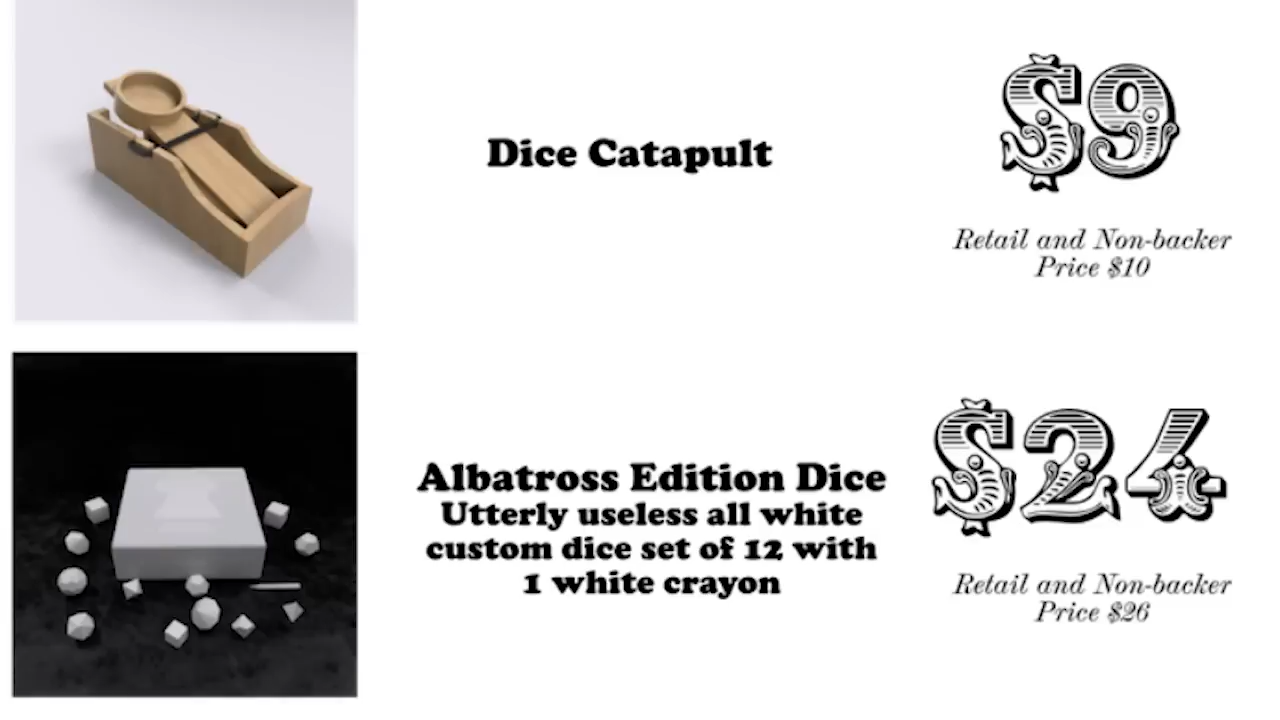 Dice Catapult
$9
Retail and Non-backer
Price $10
Albatross Edition Dice
Utterly useless all white
custom dice set of 12 with
1 white crayon
$24
Retail and Non-backer
Price $26